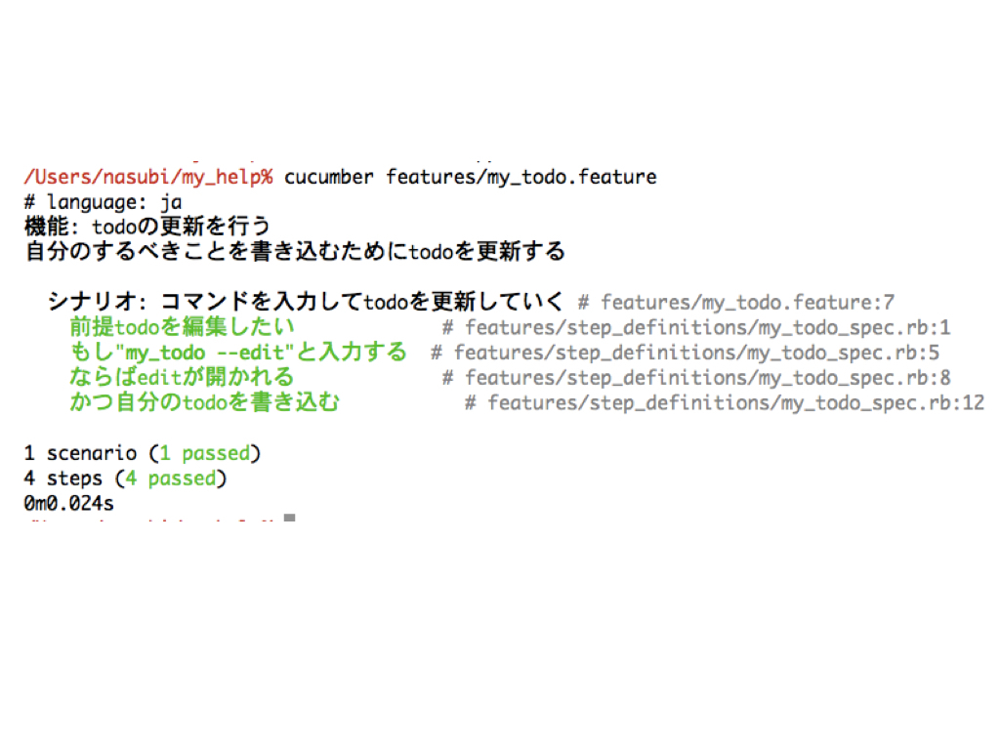 /Users/nasubi/my_help% cucumber features/my_todo.feature
# language: ja
機能: todoの更新を行う
自分のするべきことを書き込むためにtodoを更新する
シナリオ: コマンドを入力してtodoを更新していく # features/my_todo.feature:7
前提todoを編集したい # features/step_definitions/my_todo_spec.rb:1
もし"my_todo --edit"と入力する # features/step_definitions/my_todo_spec.rb:5
ならばeditが開かれる # features/step_definitions/my_todo_spec.rb:8
かつ自分のtodoを書き込む # features/step_definitions/my_todo_spec.rb:12
1 scenario (1 passed)
4 steps (4 passed)
0m0.024s